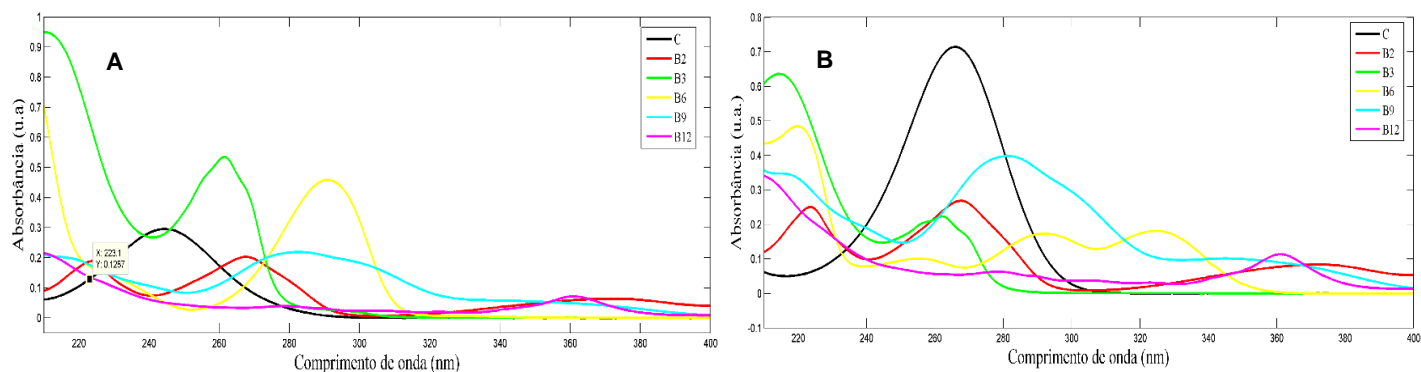 A
Absorbância (u.a.)
1
0.9
0.8
0.7
0.6
0.5
0.4
0.3
0.2
0.1
0
X: 223.1
Y: 0.1257
C
B2
B3
B6
B9
B12
220 240 260 280 300 320 340 360 380 400
Comprimento de onda (nm)
B
Absorbância (u.a.)
0.8
0.7
0.6
0.5
0.4
0.3
0.2
0.1
0
-0.1
C
B2
B3
B6
B9
B12
220 240 260 280 300 320 340 360 380 400
Comprimento de onda (nm)